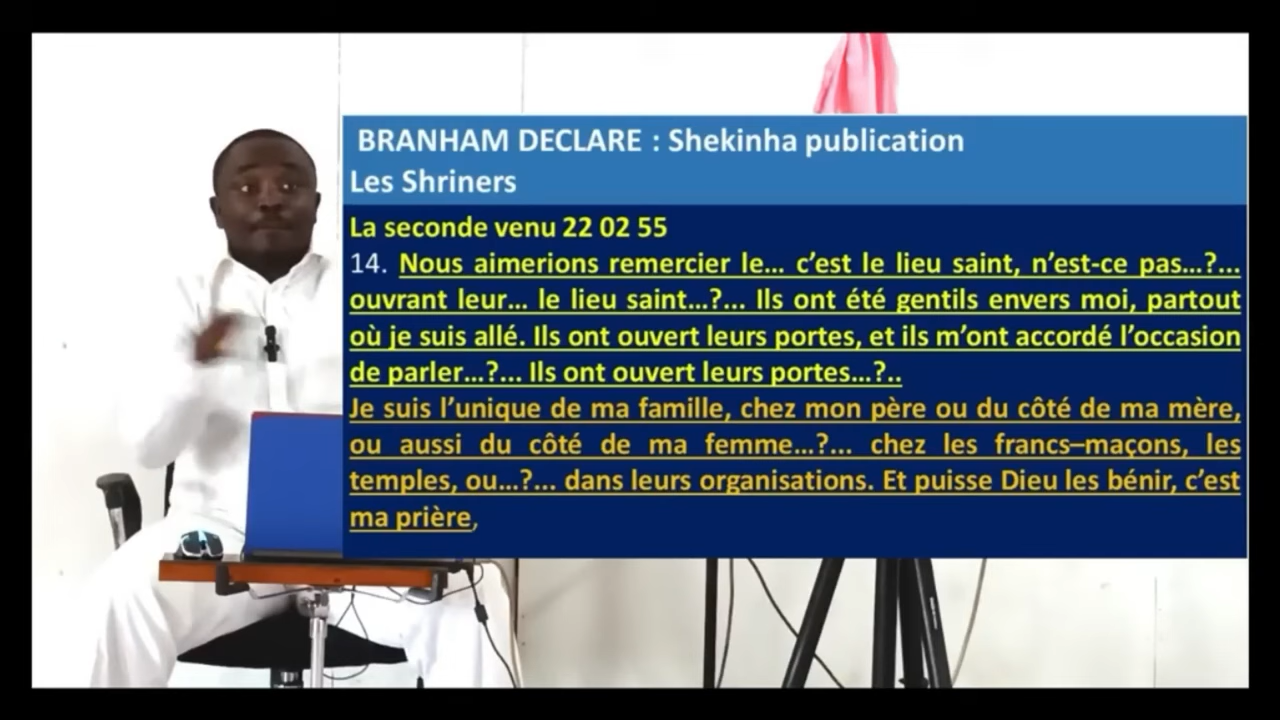 BRANHAM DECLARE : Shekinha publication
Les Shriners
La seconde venu 22 02 55
14. Nous aimerions remercier le... c’est le lieu saint, n’est-ce pas...?...
ouvrant leur... le lieu saint...?... Ils ont été gentils envers moi, partout
où je suis allé. Ils ont ouvert leurs portes, et ils m’ont accordé l’occasion
de parler...?... Ils ont ouvert leurs portes...?..
Je suis l’unique de ma famille, chez mon père ou du côté de ma mère,
ou aussi du côté de ma femme...?... chez les francs–maçons, les
temples, ou...?... dans leurs organisations. Et puisse Dieu les bénir, c’est
ma prière,